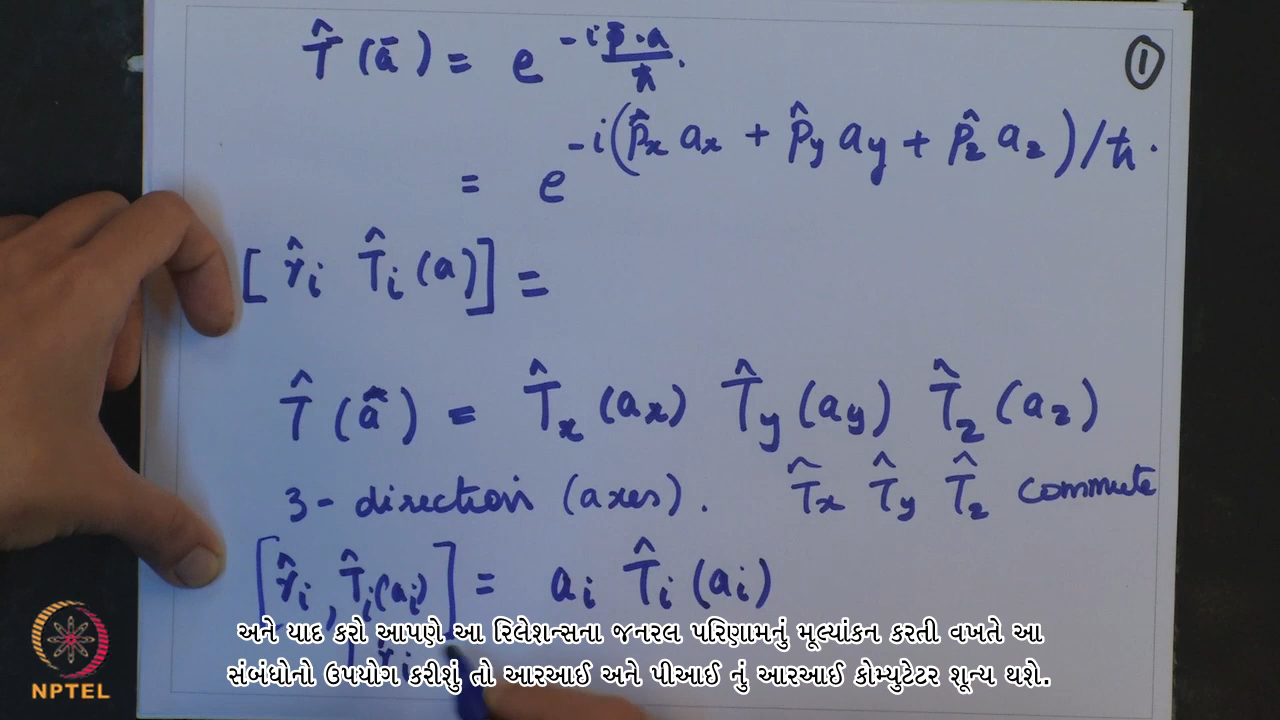 T̂(ā) = e^{-i p̄·a/ħ}.
①
= e^{-i(p̂x ax + p̂y ay + p̂z az)/ħ}.
[r̂i T̂i(a)] =
T̂(â) = T̂x(ax) T̂y(ay) T̂z(az)
3-direction (axes). T̂x T̂y T̂z commute
[r̂i, T̂i(ai)] = ai T̂i(ai)
અને યાદ કરો આપણે આ રિલેશન્સના જનરલ પરિણામનું મૂલ્યાંકન કરતી વખતે આ
સંબંધોનો ઉપયોગ કરીશું તો આરઆઈ અને પીઆઈ નું આરઆઈ કોમ્યુટેટર શૂન્ય થશે.
NPTEL